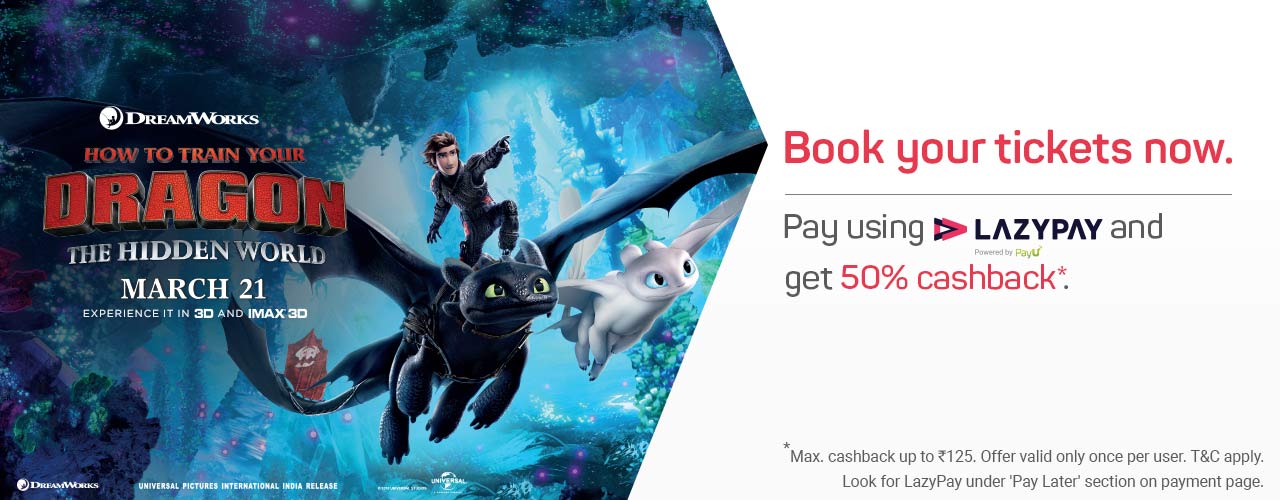 DREAMWORKS
HOW TO TRAIN YOUR
DRAGON
THE HIDDEN WORLD
MARCH 21
EXPERIENCE IT IN 3D AND IMAX 3D
DREAMWORKS
UNIVERSAL PICTURES INTERNATIONAL INDIA RELEASE
UNIVERSAL
Book your tickets now.
Pay using LAZYPAY and
Powered by PayU
get 50% cashback*.
*Max. cashback up to ₹125. Offer valid only once per user. T&C apply.
Look for LazyPay under 'Pay Later' section on payment page.